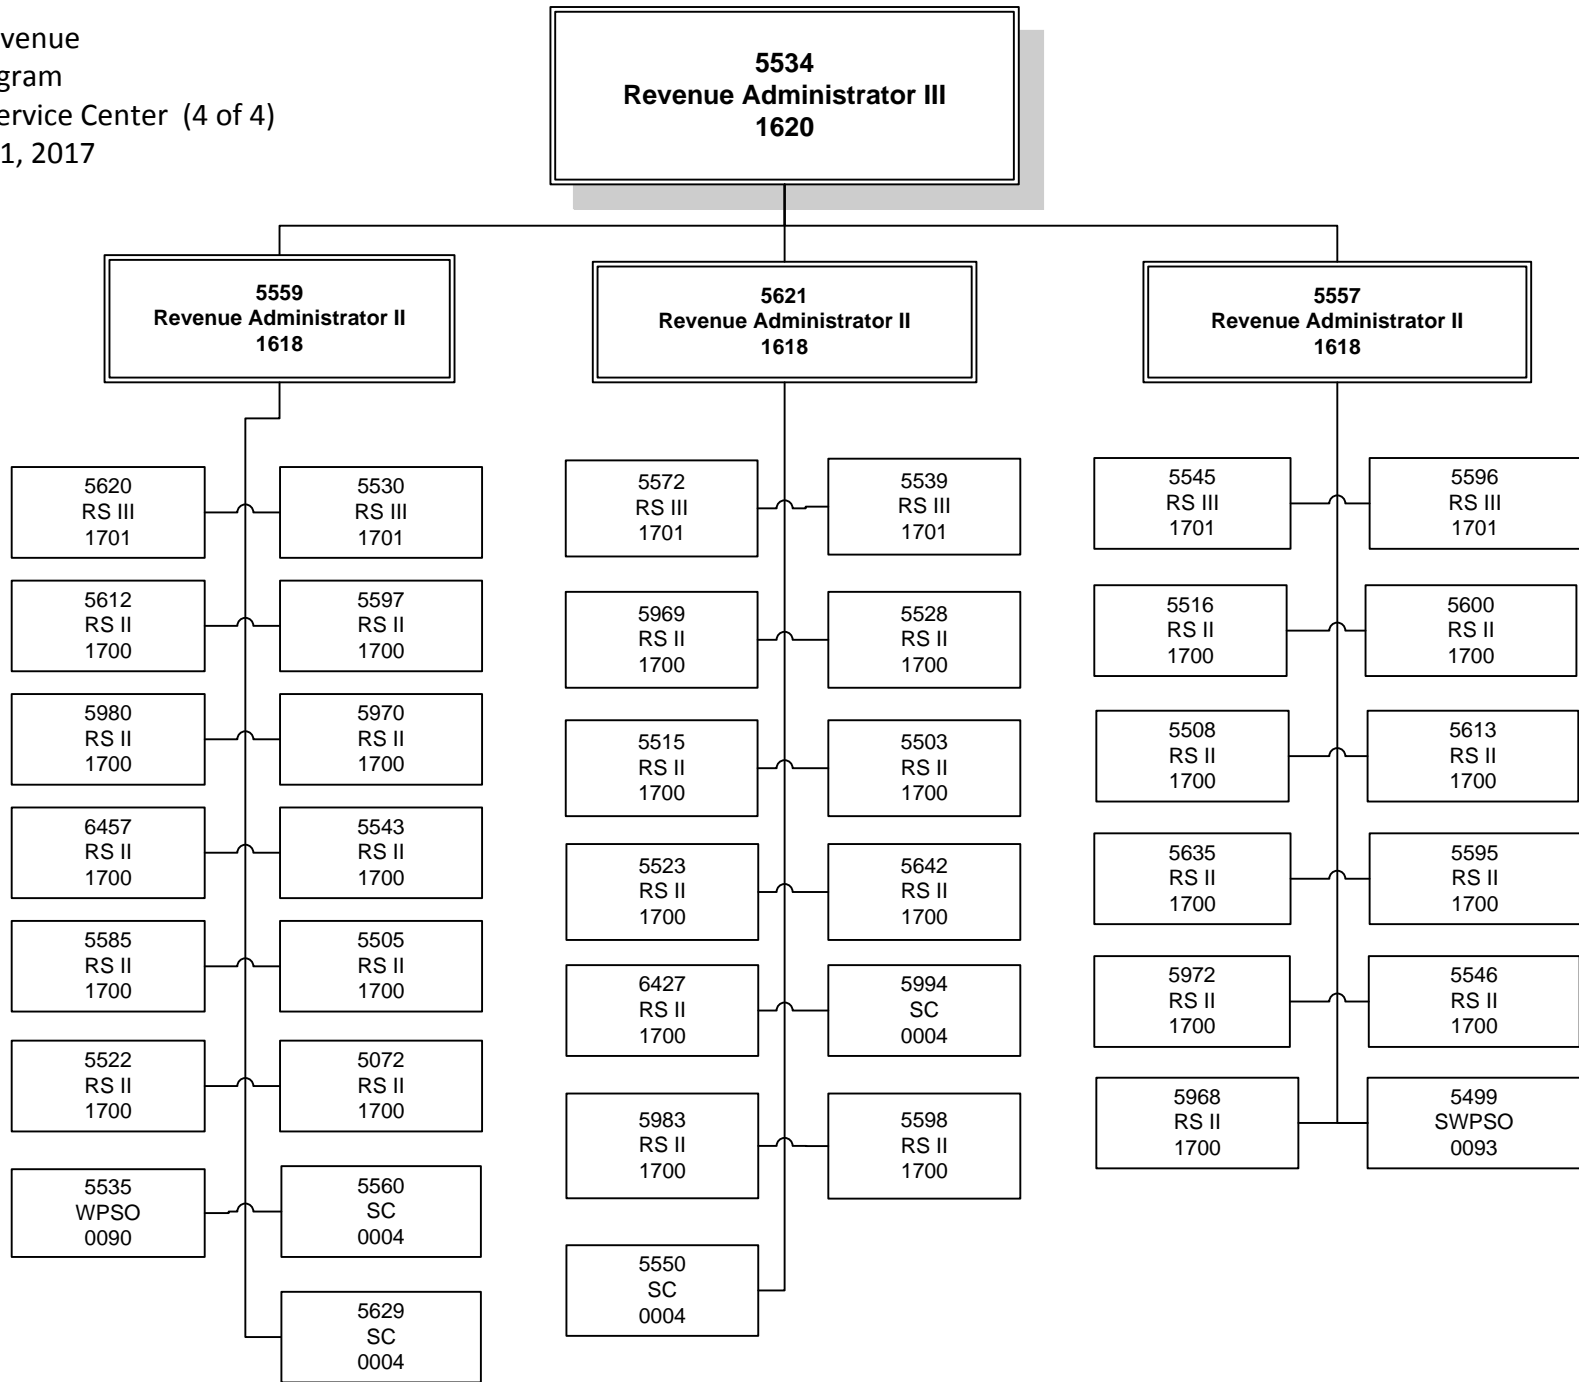 venue
gram
ervice Center (4 of 4)
1, 2017
5534
Revenue Administrator III
1620
5559
Revenue Administrator II
1618
5621
Revenue Administrator II
1618
5557
Revenue Administrator II
1618
5620
RS III
1701
5530
RS III
1701
5612
RS II
1700
5597
RS II
1700
5980
RS II
1700
5970
RS II
1700
6457
RS II
1700
5543
RS II
1700
5585
RS II
1700
5505
RS II
1700
5522
RS II
1700
5072
RS II
1700
5535
WPSO
0090
5560
SC
0004
5629
SC
0004
5572
RS III
1701
5539
RS III
1701
5969
RS II
1700
5528
RS II
1700
5515
RS II
1700
5503
RS II
1700
5523
RS II
1700
5642
RS II
1700
6427
RS II
1700
5994
SC
0004
5983
RS II
1700
5598
RS II
1700
5550
SC
0004
5545
RS III
1701
5596
RS III
1701
5516
RS II
1700
5600
RS II
1700
5508
RS II
1700
5613
RS II
1700
5635
RS II
1700
5595
RS II
1700
5972
RS II
1700
5546
RS II
1700
5968
RS II
1700
5499
SWPSO
0093